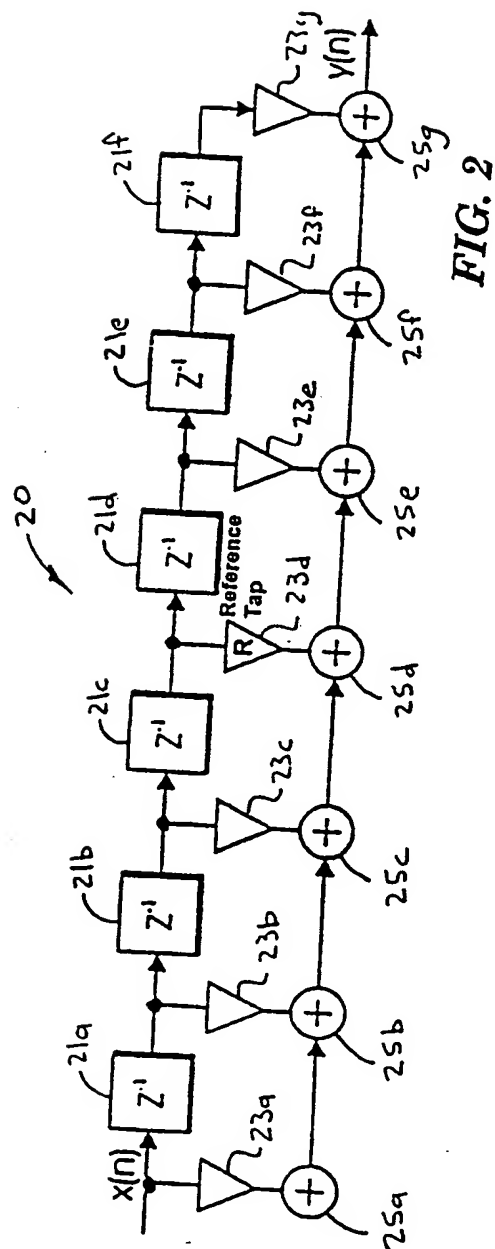 20
X(n)
21a
21b
21c
21d
21e
21f
Z-1
Z-1
Z-1
Z-1
Z-1
Z-1
23a
23b
23c
R
Reference
Tap
23d
23e
23f
23g
+
+
+
+
+
+
+
y(n)
25a
25b
25c
25d
25e
25f
25g
FIG. 2